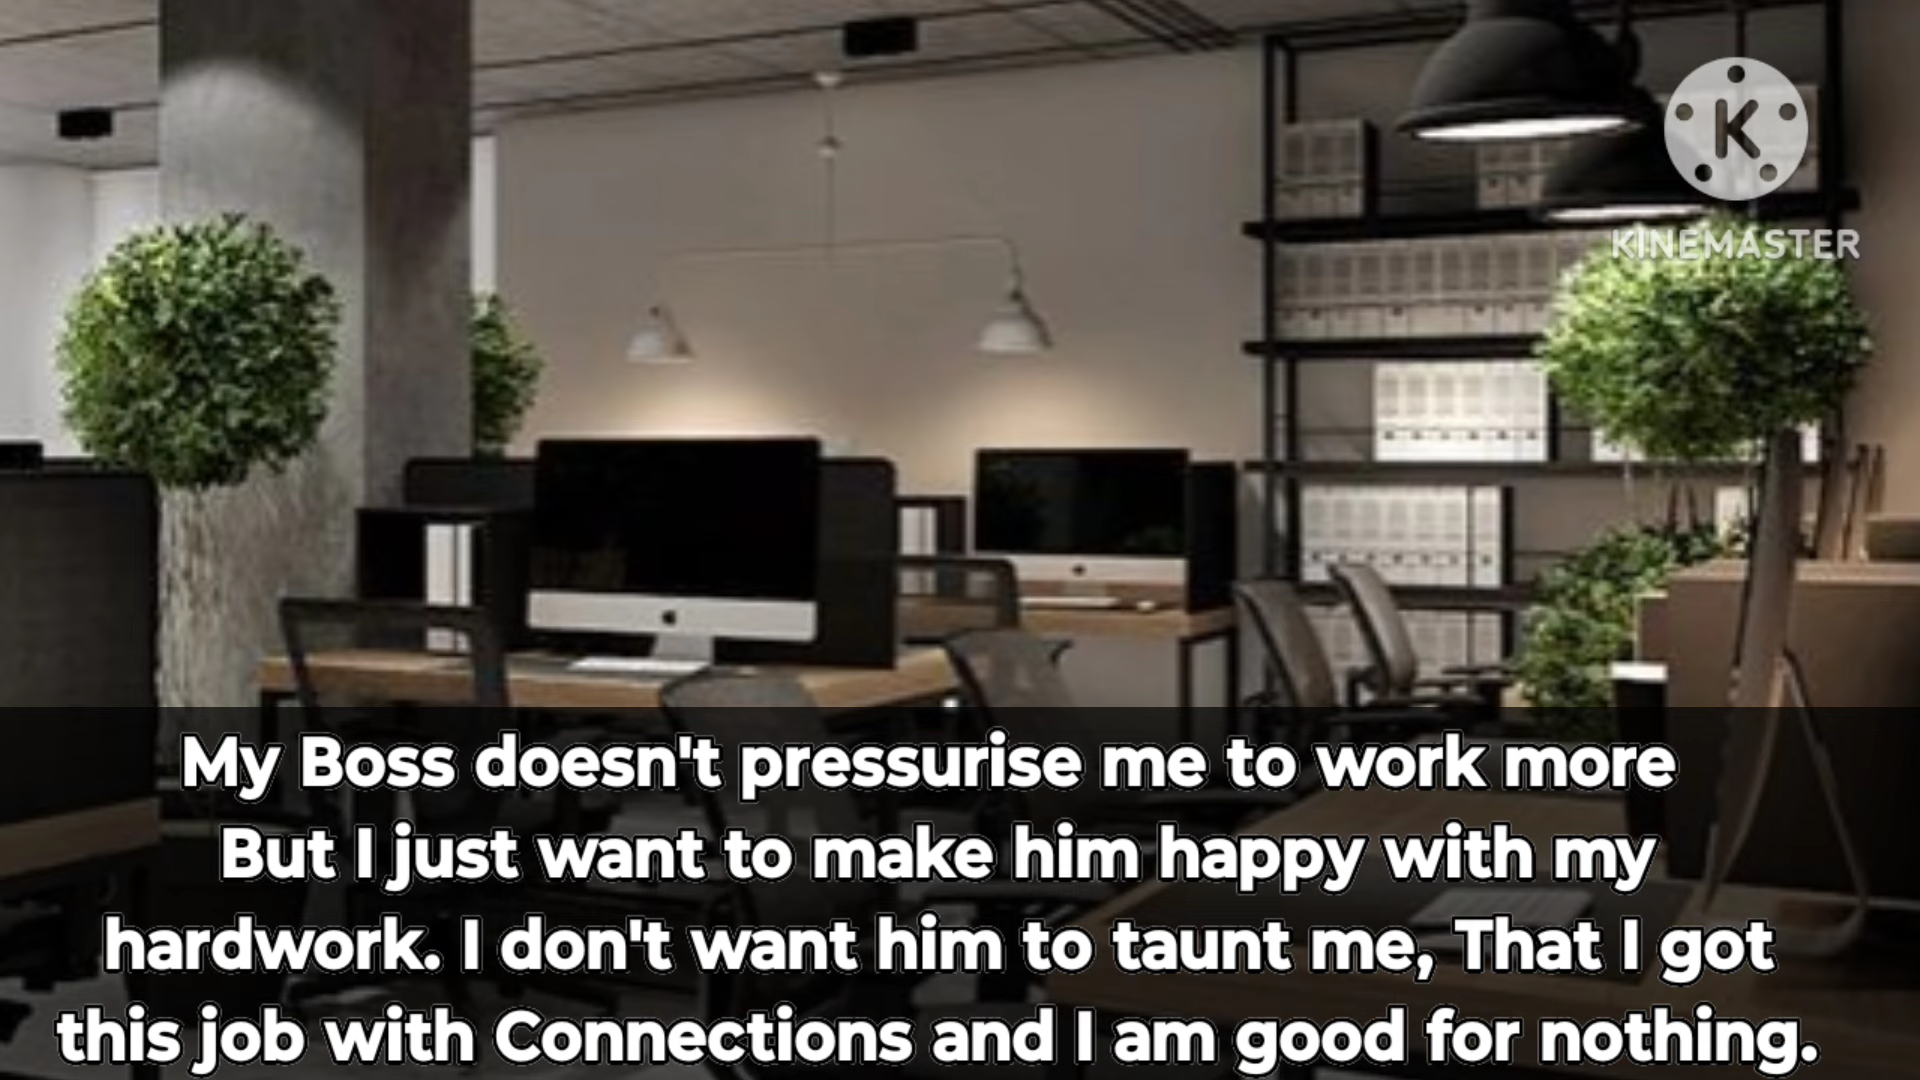 K
KINEMASTER
My Boss doesn't pressurise me to work more
But I just want to make him happy with my
hardwork. I don't want him to taunt me, That I got
this job with Connections and I am good for nothing.